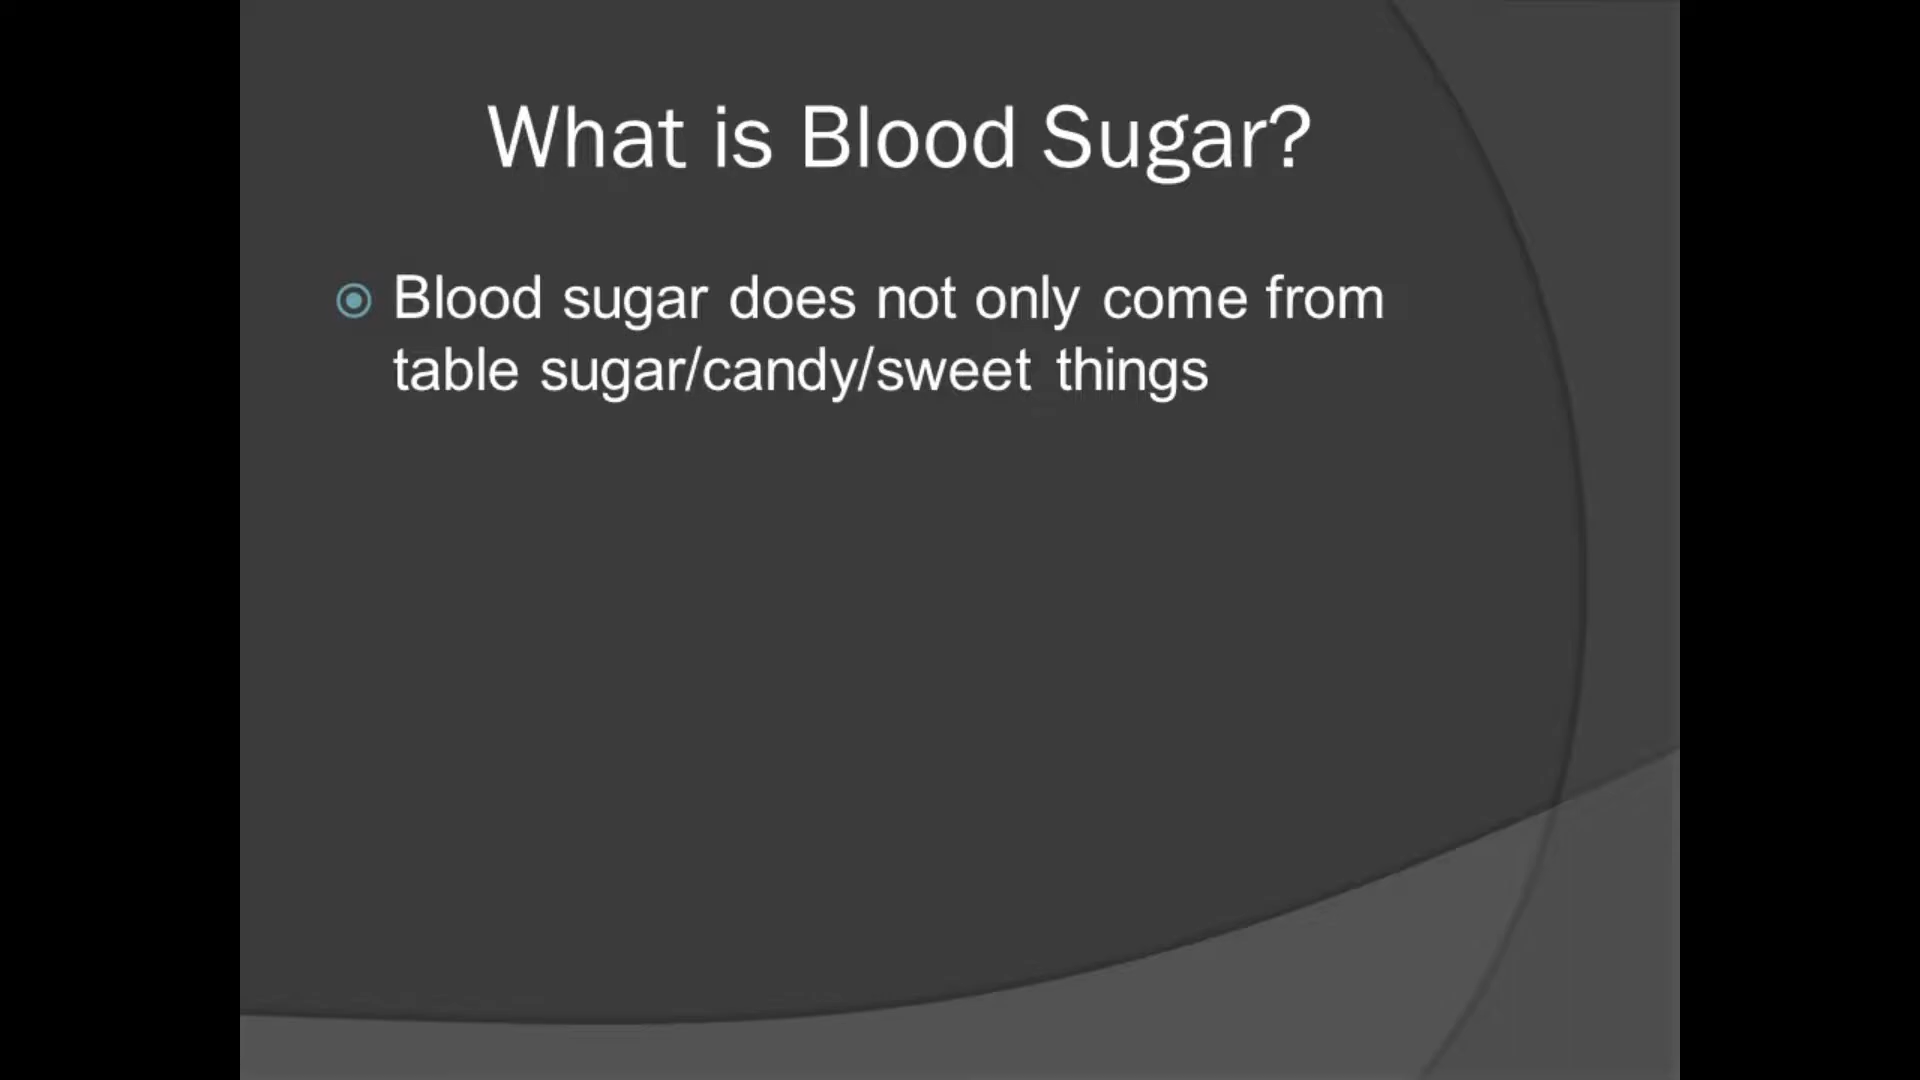 What is Blood Sugar?
Blood sugar does not only come from
table sugar/candy/sweet things